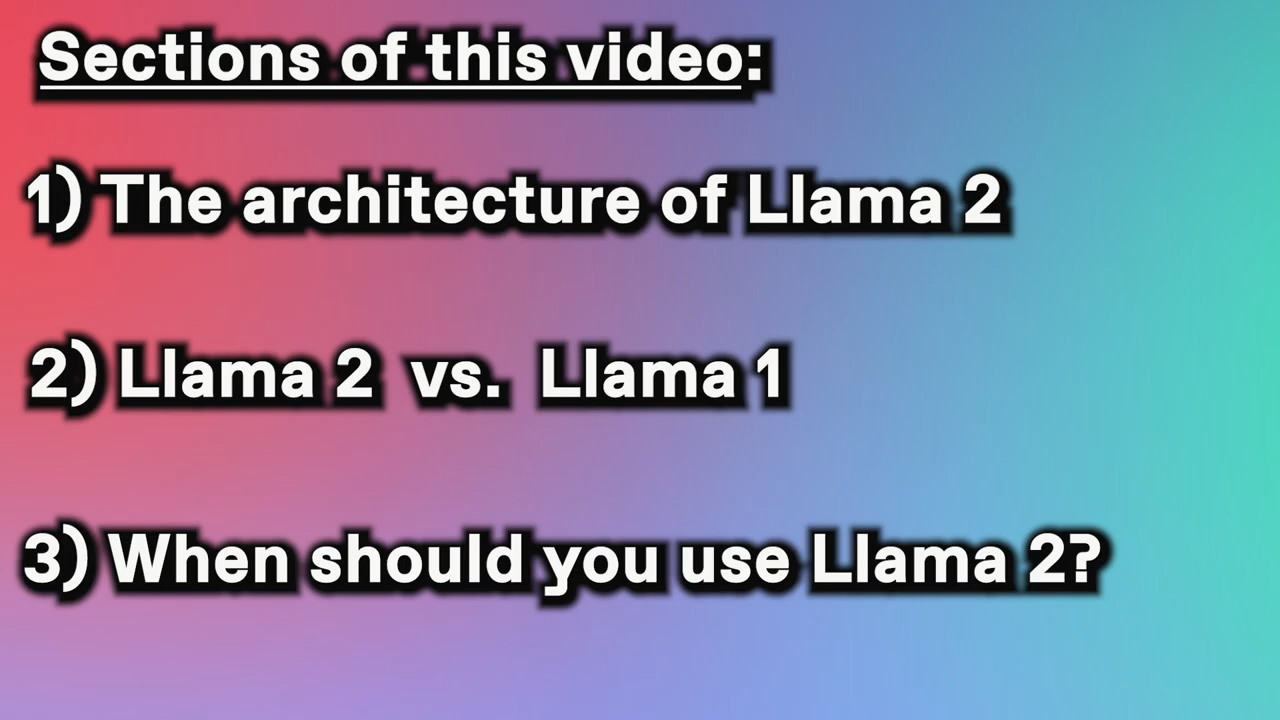 Sections of this video:
1) The architecture of Llama 2
2) Llama 2 vs. Llama 1
3) When should you use Llama 2?